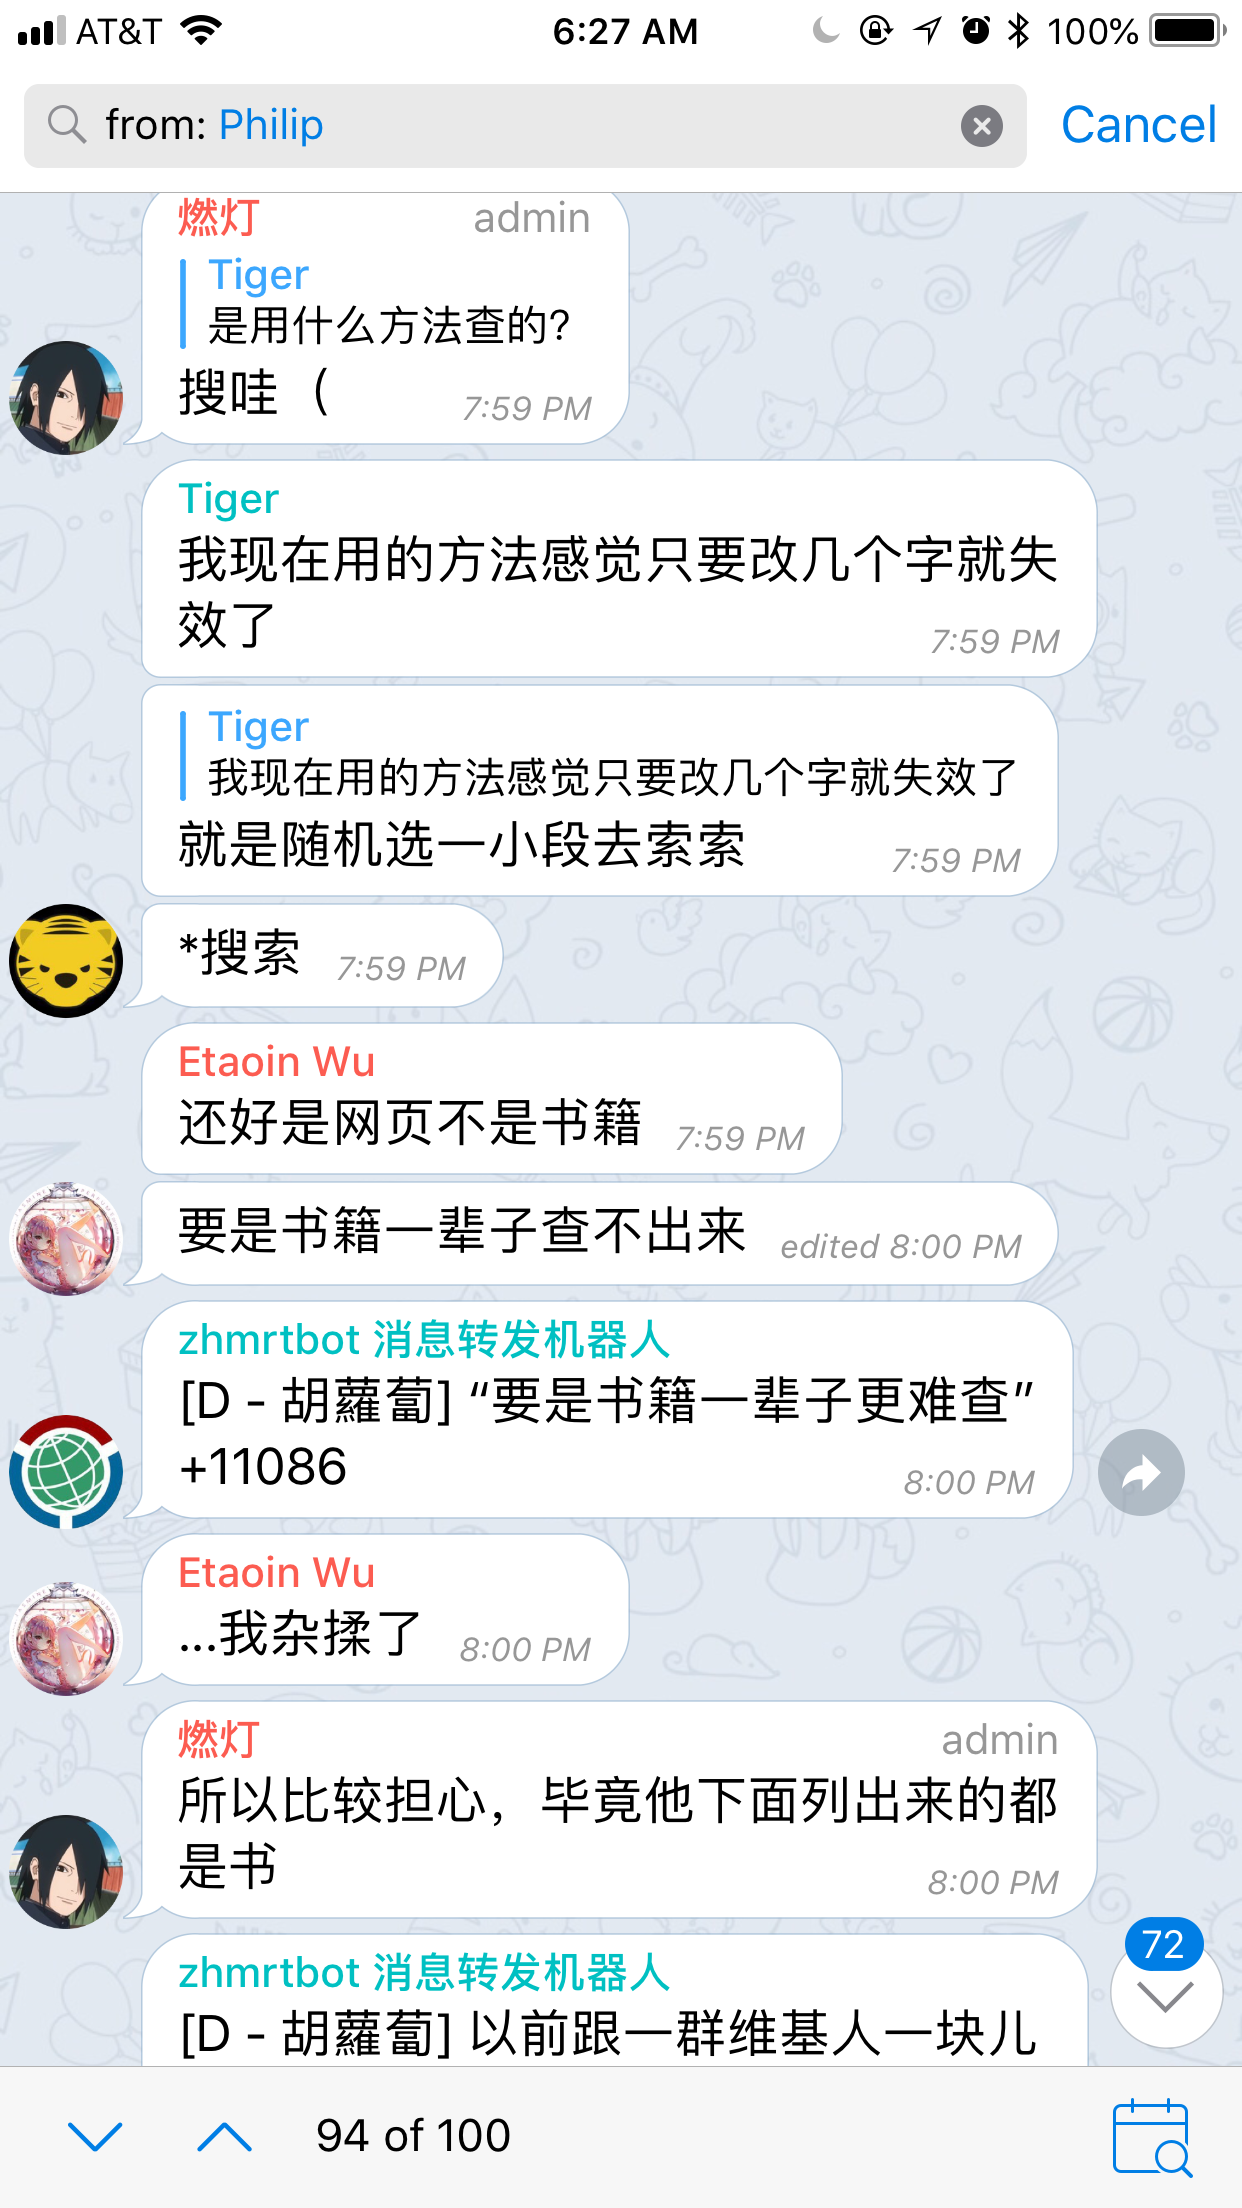 AT&T 6:27 AM 100%
from: Philip Cancel
燃灯 admin
Tiger
是用什么方法查的?
搜哇（ 7:59 PM
Tiger
我现在用的方法感觉只要改几个字就失
效了 7:59 PM
Tiger
我现在用的方法感觉只要改几个字就失效了
就是随机选一小段去索索 7:59 PM
*搜索 7:59 PM
Etaoin Wu
还好是网页不是书籍 7:59 PM
要是书籍一辈子查不出来 edited 8:00 PM
zhmrtbot 消息转发机器人
[D - 胡蘿蔔] “要是书籍一辈子更难查”
+11086 8:00 PM
Etaoin Wu
...我杂揉了 8:00 PM
燃灯 admin
所以比较担心，毕竟他下面列出来的都
是书 8:00 PM
72
zhmrtbot 消息转发机器人
[D - 胡蘿蔔] 以前跟一群维基人一块儿
94 of 100